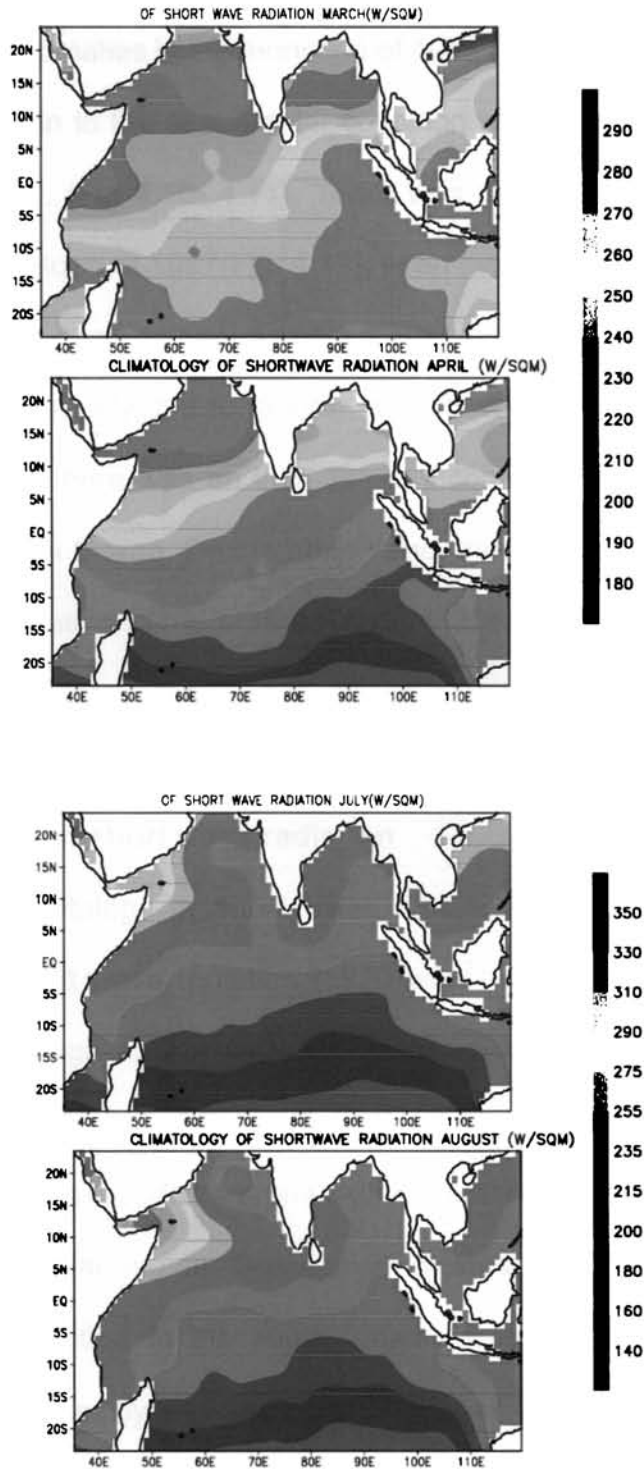 OF SHORT WAVE RADIATION MARCH(W/SQM)
20N
15N
10N
5N
EQ
5S
10S
15S
20S
40E 50E 60E 70E 80E 90E 100E 110E
290
280
270
260
250
240
230
220
210
200
190
180
CLIMATOLOGY OF SHORTWAVE RADIATION APRIL (W/SQM)
20N
15N
10N
5N
EQ
5S
10S
15S
20S
40E 50E 60E 70E 80E 90E 100E 110E
OF SHORT WAVE RADIATION JULY(W/SQM)
20N
15N
10N
5N
EQ
5S
10S
15S
20S
40E 50E 60E 70E 80E 90E 100E 110E
350
310
290
275
255
235
215
200
180
160
140
CLIMATOLOGY OF SHORTWAVE RADIATION AUGUST (W/SQM)
20N
15N
10N
5N
EQ
5S
10S
15S
20S
40E 50E 60E 70E 80E 90E 100E 110E